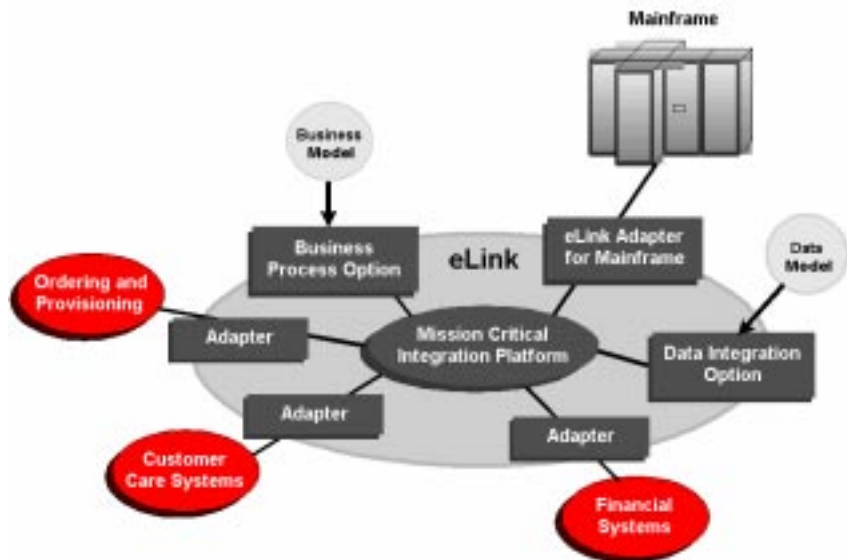 Mainframe
Business
Model
Business
Process Option
eLink
eLink Adapter
for Mainframe
Data
Model
Ordering and
Provisioning
Adapter
Mission Critical
Integration Platform
Data Integration
Option
Adapter
Adapter
Customer
Care Systems
Financial
Systems